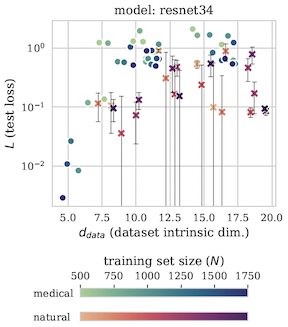 model: resnet34
10⁰
10⁻¹
10⁻²
L (test loss)
5.0 7.5 10.0 12.5 15.0 17.5 20.0
d_data (dataset intrinsic dim.)
training set size (N)
500 750 1000 1250 1500 1750
medical
natural